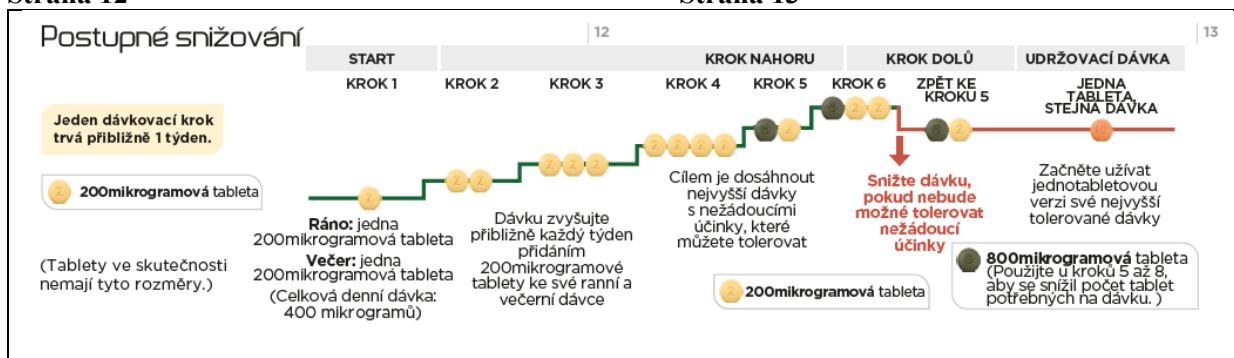 Strana 12 Strana 13
Postupné snižování
12
13
START
KROK NAHORU
KROK DOLŮ
UDRŽOVACÍ DÁVKA
KROK 1
KROK 2
KROK 3
KROK 4
KROK 5
KROK 6
ZPĚT KE
KROKU 5
JEDNA
TABLETA,
STEJNÁ DÁVKA
Jeden dávkovací krok
trvá přibližně 1 týden.
200mikrogramová tableta
(Tablety ve skutečnosti
nemají tyto rozměry.)
Ráno: jedna
200mikrogramová tableta
Večer: jedna
200mikrogramová tableta
(Celková denní dávka:
400 mikrogramů)
Dávku zvyšujte
přibližně každý týden
přidáním
200mikrogramové
tablety ke své ranní a
večerní dávce
Cílem je dosáhnout
nejvyšší dávky
s nežádoucími
účinky, které
můžete tolerovat
200mikrogramová tableta
Snižte dávku,
pokud nebude
možné tolerovat
nežádoucí
účinky
Začněte užívat
jednotabletovou
verzi své nejvyšší
tolerované dávky
800mikrogramová tableta
(Použijte u kroků 5 až 8,
aby se snížil počet tablet
potřebných na dávku. )